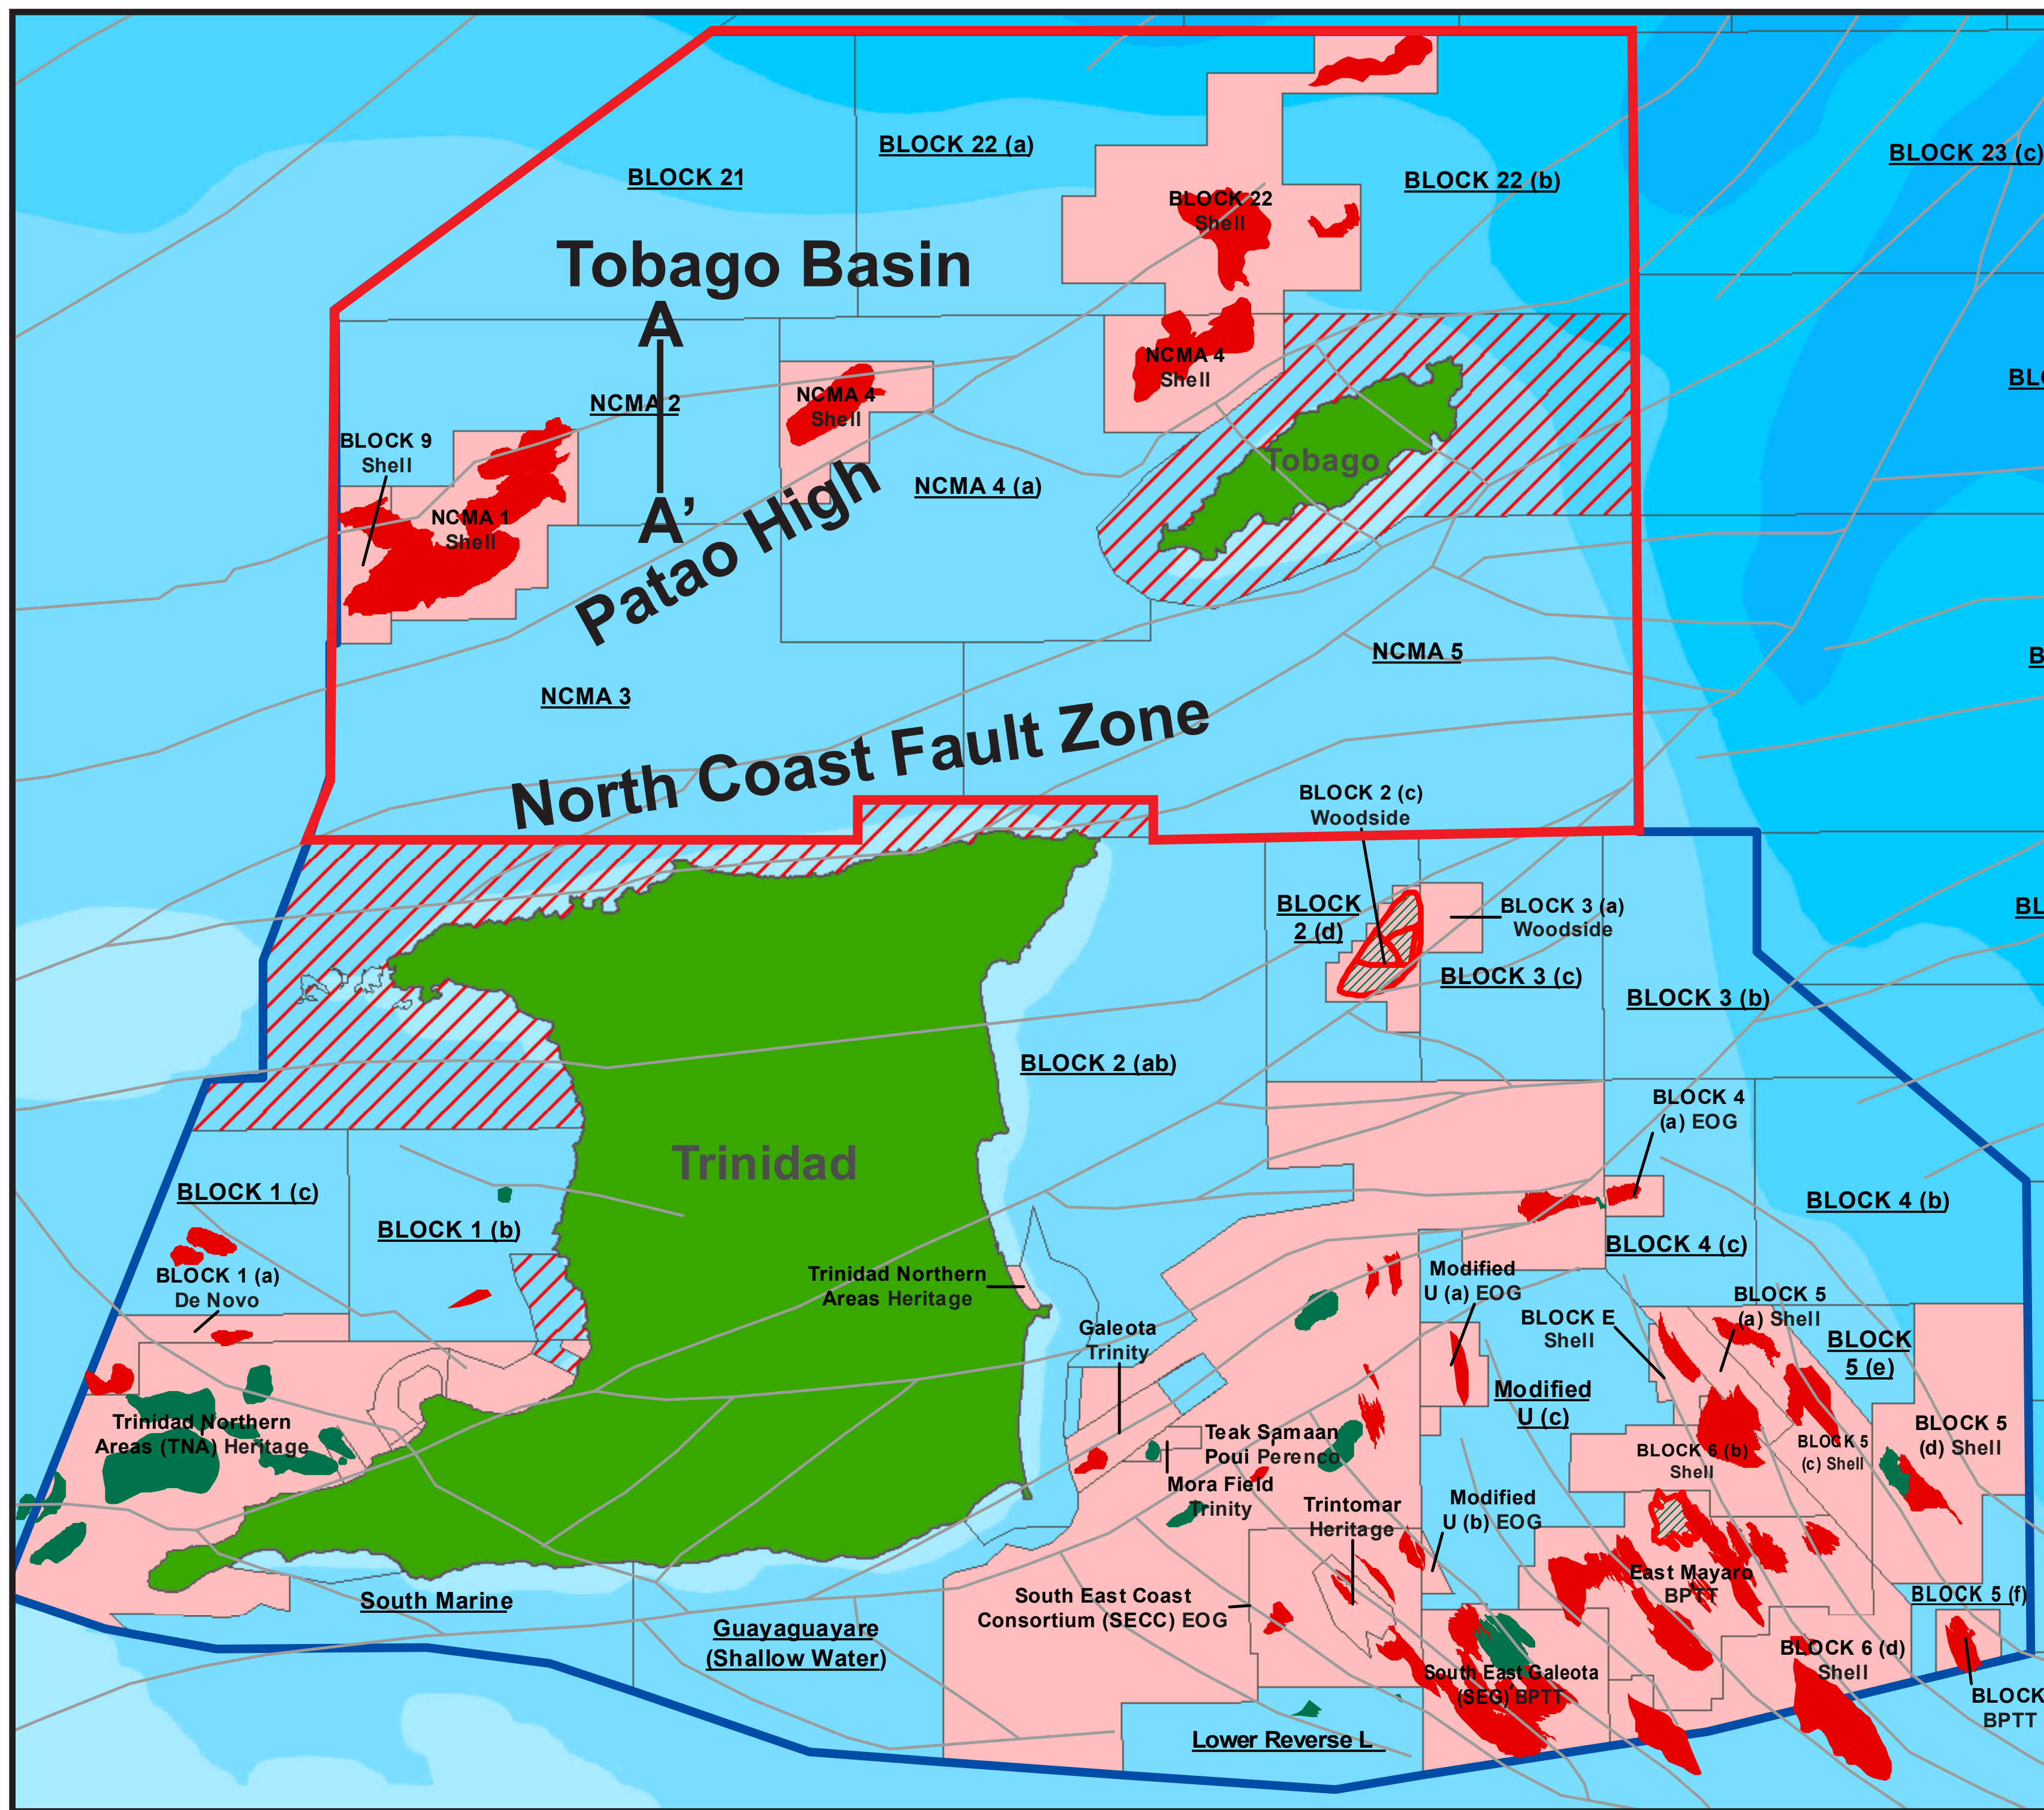 BLOCK 22 (a)
BLOCK 23 (c)
BLOCK 21
BLOCK 22 (b)
BLOCK 22
Shell
Tobago Basin
A
NCMA 4
Shell
NCMA 2
NCMA 4
Shell
BLOCK 9
Shell
Tobago
NCMA 4 (a)
NCMA 1
Shell
A’
Patao High
NCMA 5
NCMA 3
North Coast Fault Zone
BLOCK 2 (c)
Woodside
BLOCK
2 (d)
BLOCK 3 (a)
Woodside
BLOCK 3 (c)
BLOCK 3 (b)
BLOCK 2 (ab)
BLOCK 4
(a) EOG
Trinidad
BLOCK 1 (c)
BLOCK 4 (b)
BLOCK 1 (b)
BLOCK 4 (c)
BLOCK 1 (a)
De Novo
Trinidad Northern
Areas Heritage
Modified
U (a) EOG
BLOCK 5
(a) Shell
BLOCK E
Shell
Galeota
Trinity
BLOCK
5 (e)
Modified
U (c)
Trinidad Northern
Areas (TNA) Heritage
Teak Samaan
Poui Perenco
BLOCK 6 (b)
Shell
BLOCK 5
(c) Shell
BLOCK 5
(d) Shell
Mora Field
Trinity
Trintomar
Heritage
Modified
U (b) EOG
East Mayaro
BPTT
South Marine
South East Coast
Consortium (SECC) EOG
BLOCK 5 (f)
Guayaguayare
(Shallow Water)
BLOCK 6 (d)
Shell
South East Galeota
(SEG) BPTT
BLOCK
BPTT
Lower Reverse L